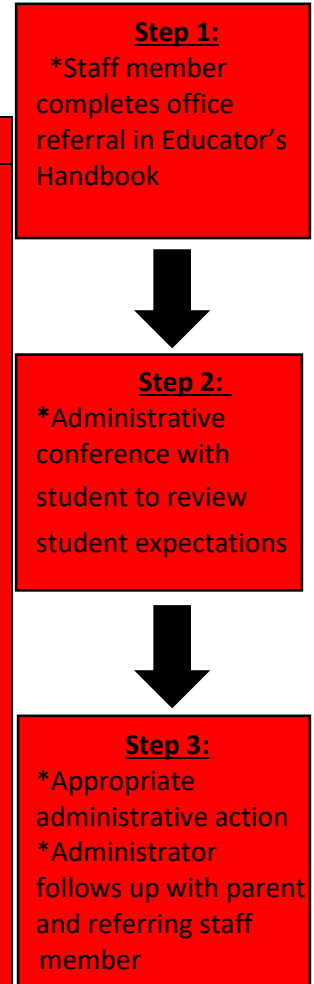 Step 1:
*Staff member
completes office
referral in Educator’s
Handbook
Step 2:
*Administrative
conference with
student to review
student expectations
Step 3:
*Appropriate
administrative action
*Administrator
follows up with parent
and referring staff
member